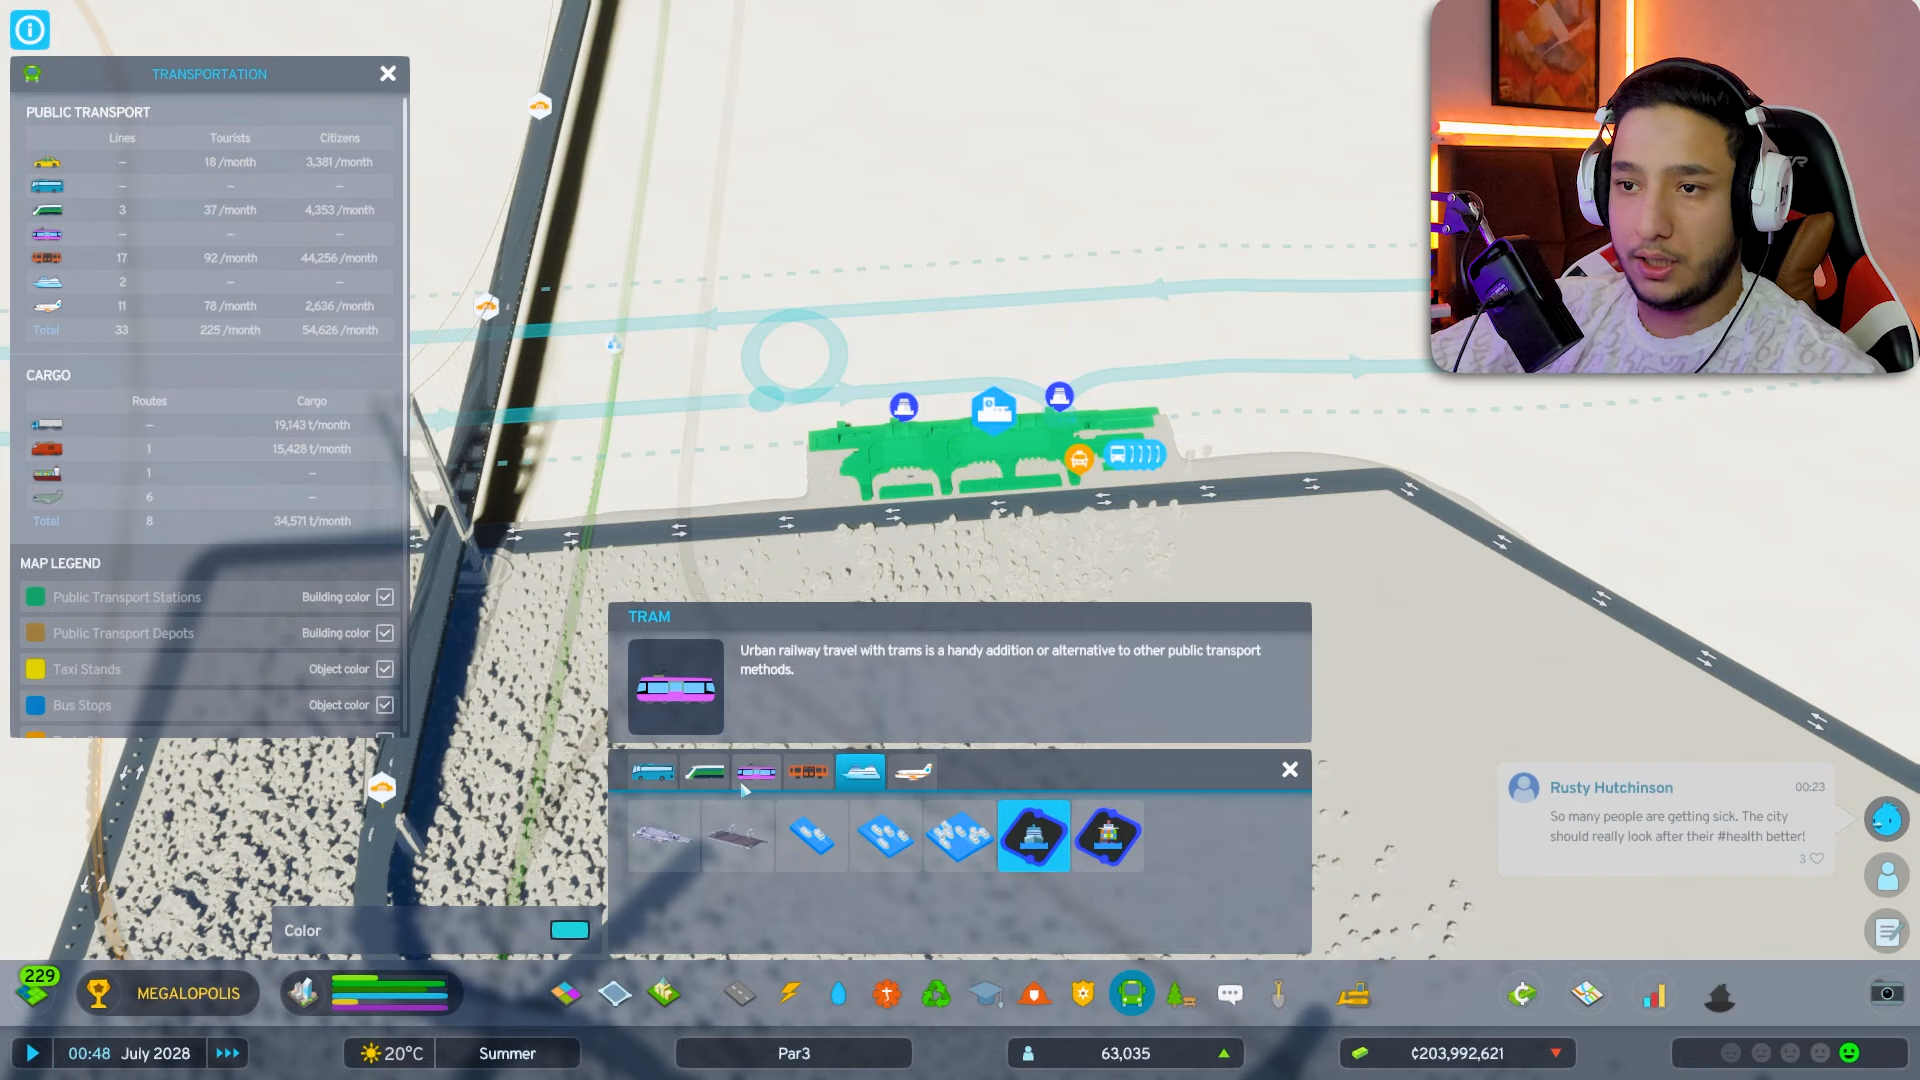 TRANSPORTATION
PUBLIC TRANSPORT
Lines Tourists Citizens
— 18 /month 3,381 /month
— — —
3 37 /month 4,353 /month
— — —
17 92 /month 44,256 /month
2 — —
11 78 /month 2,636 /month
Total 33 225 /month 54,626 /month
CARGO
Routes Cargo
— 19,143 t/month
1 15,428 t/month
1 —
6 —
Total 8 34,571 t/month
MAP LEGEND
Public Transport Stations Building color
Public Transport Depots Building color
Taxi Stands Object color
Bus Stops Object color
TRAM
Urban railway travel with trams is a handy addition or alternative to other public transport
methods.
Rusty Hutchinson 00:23
So many people are getting sick. The city
should really look after their #health better!
3
Color
229
MEGALOPOLIS
00:48 July 2028
20°C Summer
Par3
63,035
¢203,992,621